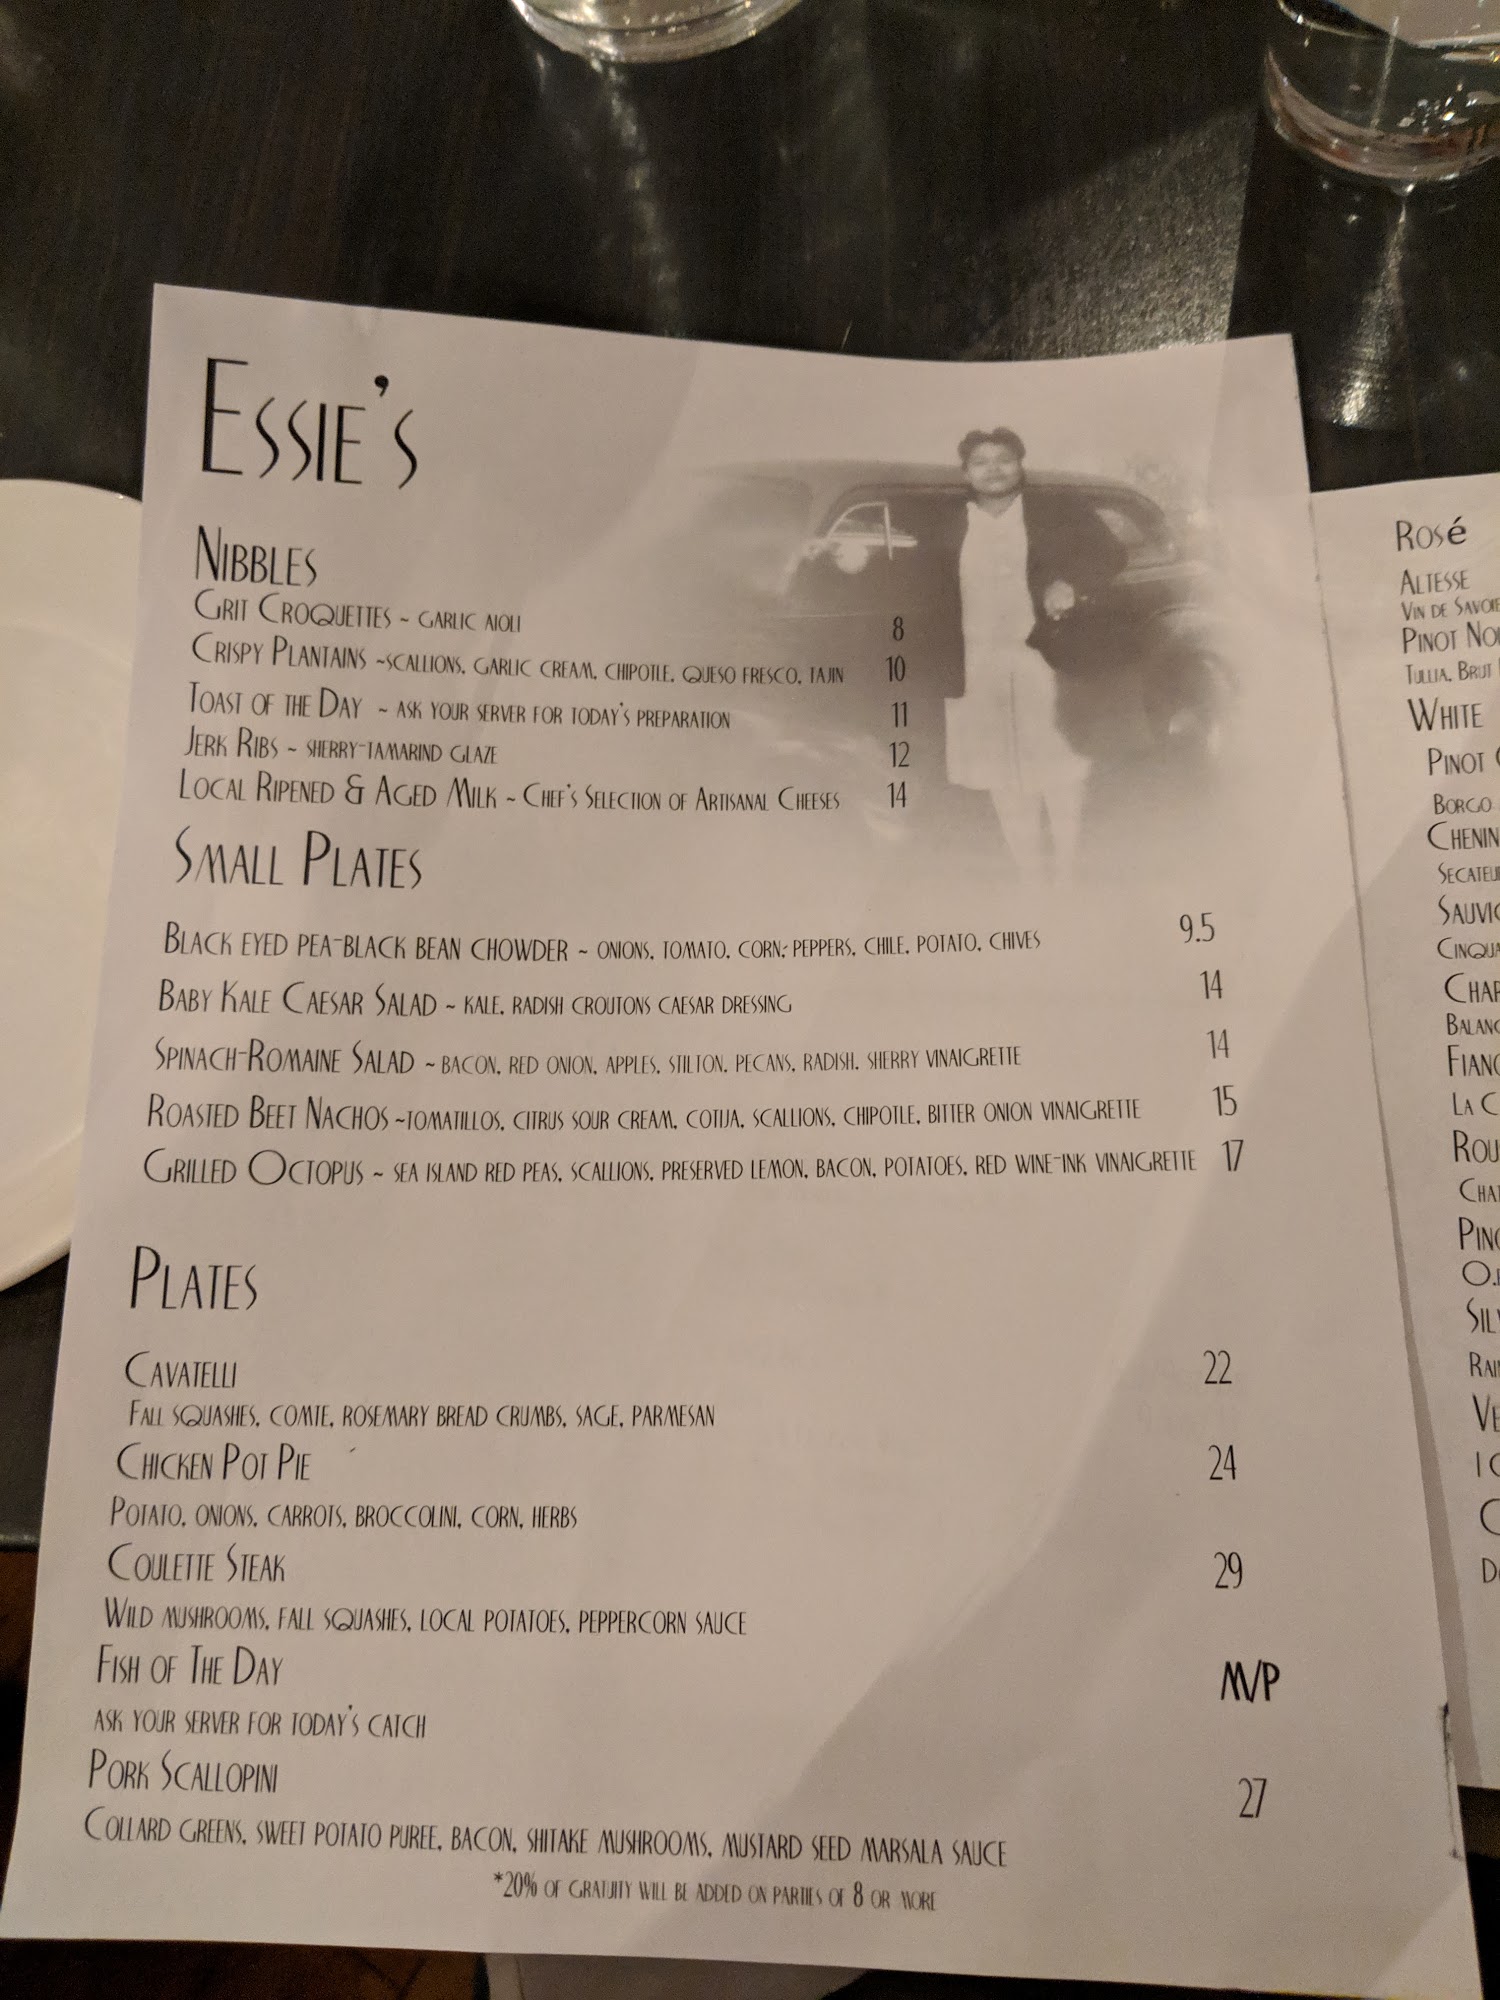 Essie's
Nibbles
Grit Croquettes ~ garlic aioli 8
Crispy Plantains ~scallions, garlic cream, chipotle, queso fresco, tajin 10
Toast of the Day ~ ask your server for today's preparation 11
Jerk Ribs ~ sherry-tamarind glaze 12
Local Ripened & Aged Milk ~ Chef's Selection of Artisanal Cheeses 14
Small Plates
Black eyed pea-black bean chowder ~ onions, tomato, corn, peppers, chile, potato, chives 9.5
Baby Kale Caesar Salad ~ kale, radish croutons caesar dressing 14
Spinach-Romaine Salad ~ bacon, red onion, apples, stilton, pecans, radish, sherry vinaigrette 14
Roasted Beet Nachos ~tomatillos, citrus sour cream, cotija, scallions, chipotle, bitter onion vinaigrette 15
Grilled Octopus ~ sea island red peas, scallions, preserved lemon, bacon, potatoes, red wine-ink vinaigrette 17
Plates
Cavatelli 22
Fall squashes, comte, rosemary bread crumbs, sage, parmesan
Chicken Pot Pie 24
Potato, onions, carrots, broccolini, corn, herbs
Coulette Steak 29
Wild mushrooms, fall squashes, local potatoes, peppercorn sauce
Fish of The Day M/P
ask your server for today's catch
Pork Scallopini 27
Collard greens, sweet potato puree, bacon, shitake mushrooms, mustard seed marsala sauce
*20% of gratuity will be added on parties of 8 or more
Rosé
Altesse
Vin de Savoie
Pinot
Tullia, Brut
White
Pinot
Borgo
Chenin